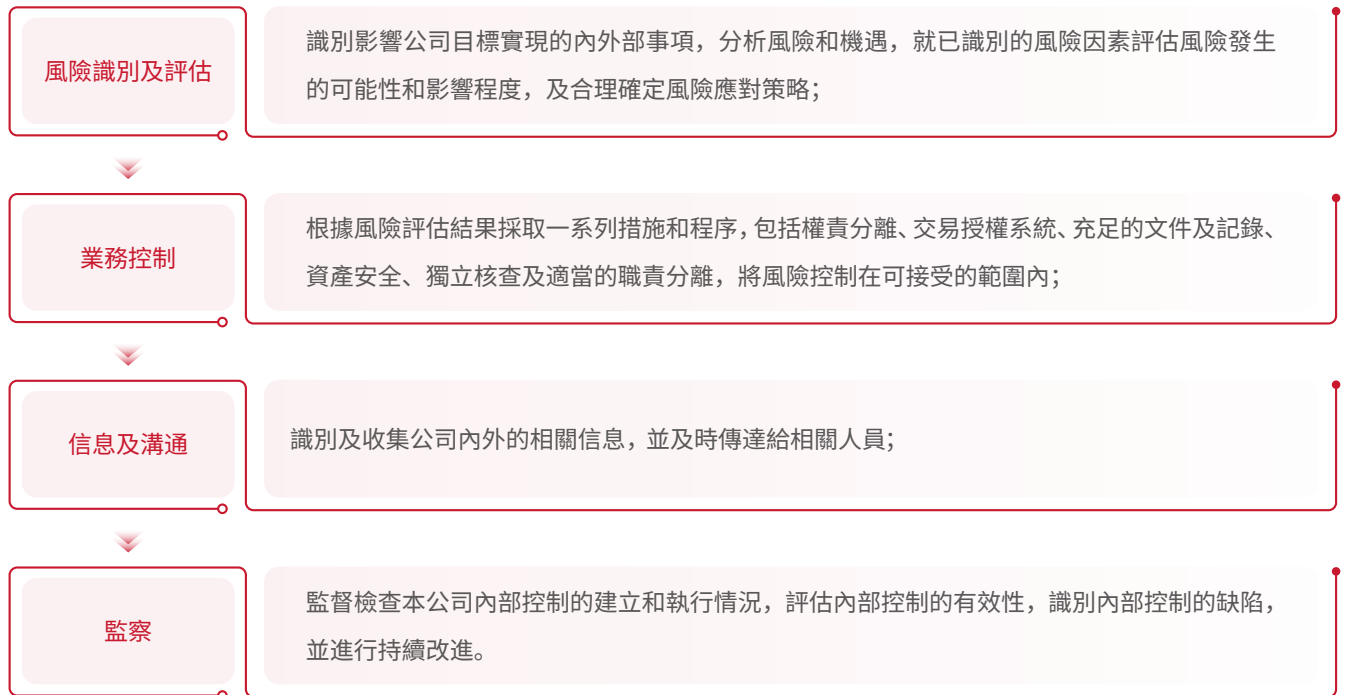 風險識別及評估
識別影響公司目標實現的內外部事項，分析風險和機遇，就已識別的風險因素評估風險發生
的可能性和影響程度，及合理確定風險應對策略；
業務控制
根據風險評估結果採取一系列措施和程序，包括權責分離、交易授權系統、充足的文件及記錄、
資產安全、獨立核查及適當的職責分離，將風險控制在可接受的範圍內；
信息及溝通
識別及收集公司內外的相關信息，並及時傳達給相關人員；
監察
監督檢查本公司內部控制的建立和執行情況，評估內部控制的有效性，識別內部控制的缺陷，
並進行持續改進。